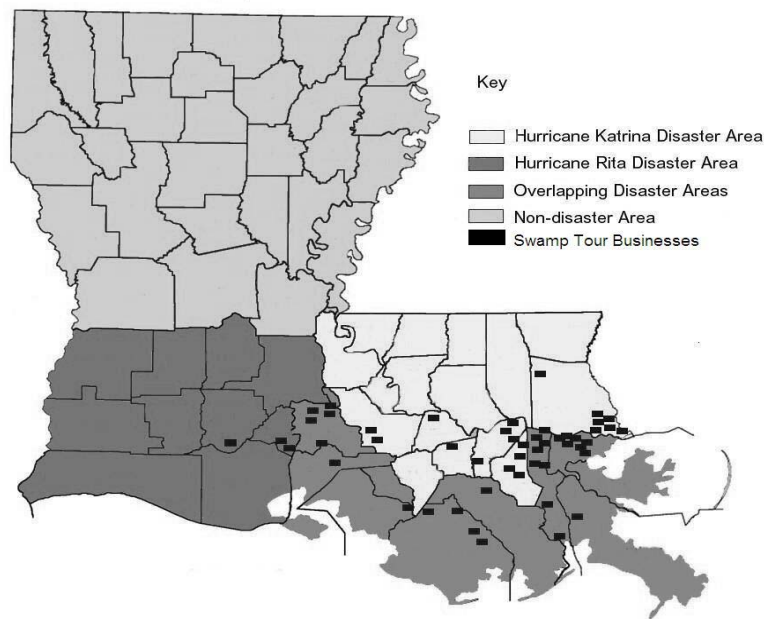 Key
Hurricane Katrina Disaster Area
Hurricane Rita Disaster Area
Overlapping Disaster Areas
Non-disaster Area
Swamp Tour Businesses